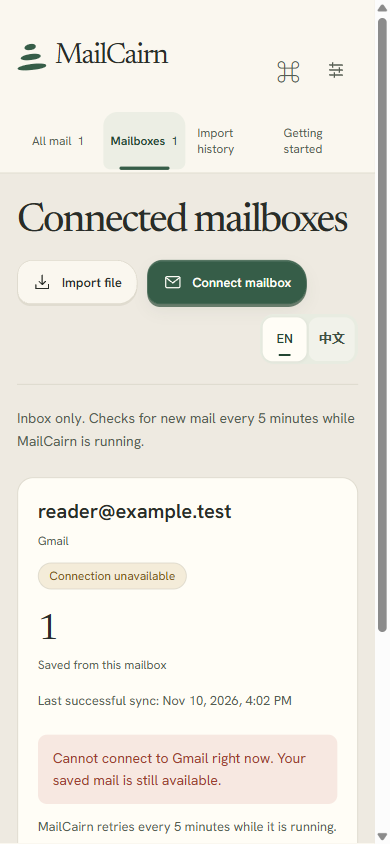 MailCairn
All mail 1
Mailboxes 1
Import
history
Getting
started
Connected mailboxes
Import file
Connect mailbox
EN
中文
Inbox only. Checks for new mail every 5 minutes while
MailCairn is running.
reader@example.test
Gmail
Connection unavailable
1
Saved from this mailbox
Last successful sync: Nov 10, 2026, 4:02 PM
Cannot connect to Gmail right now. Your
saved mail is still available.
MailCairn retries every 5 minutes while it is running.